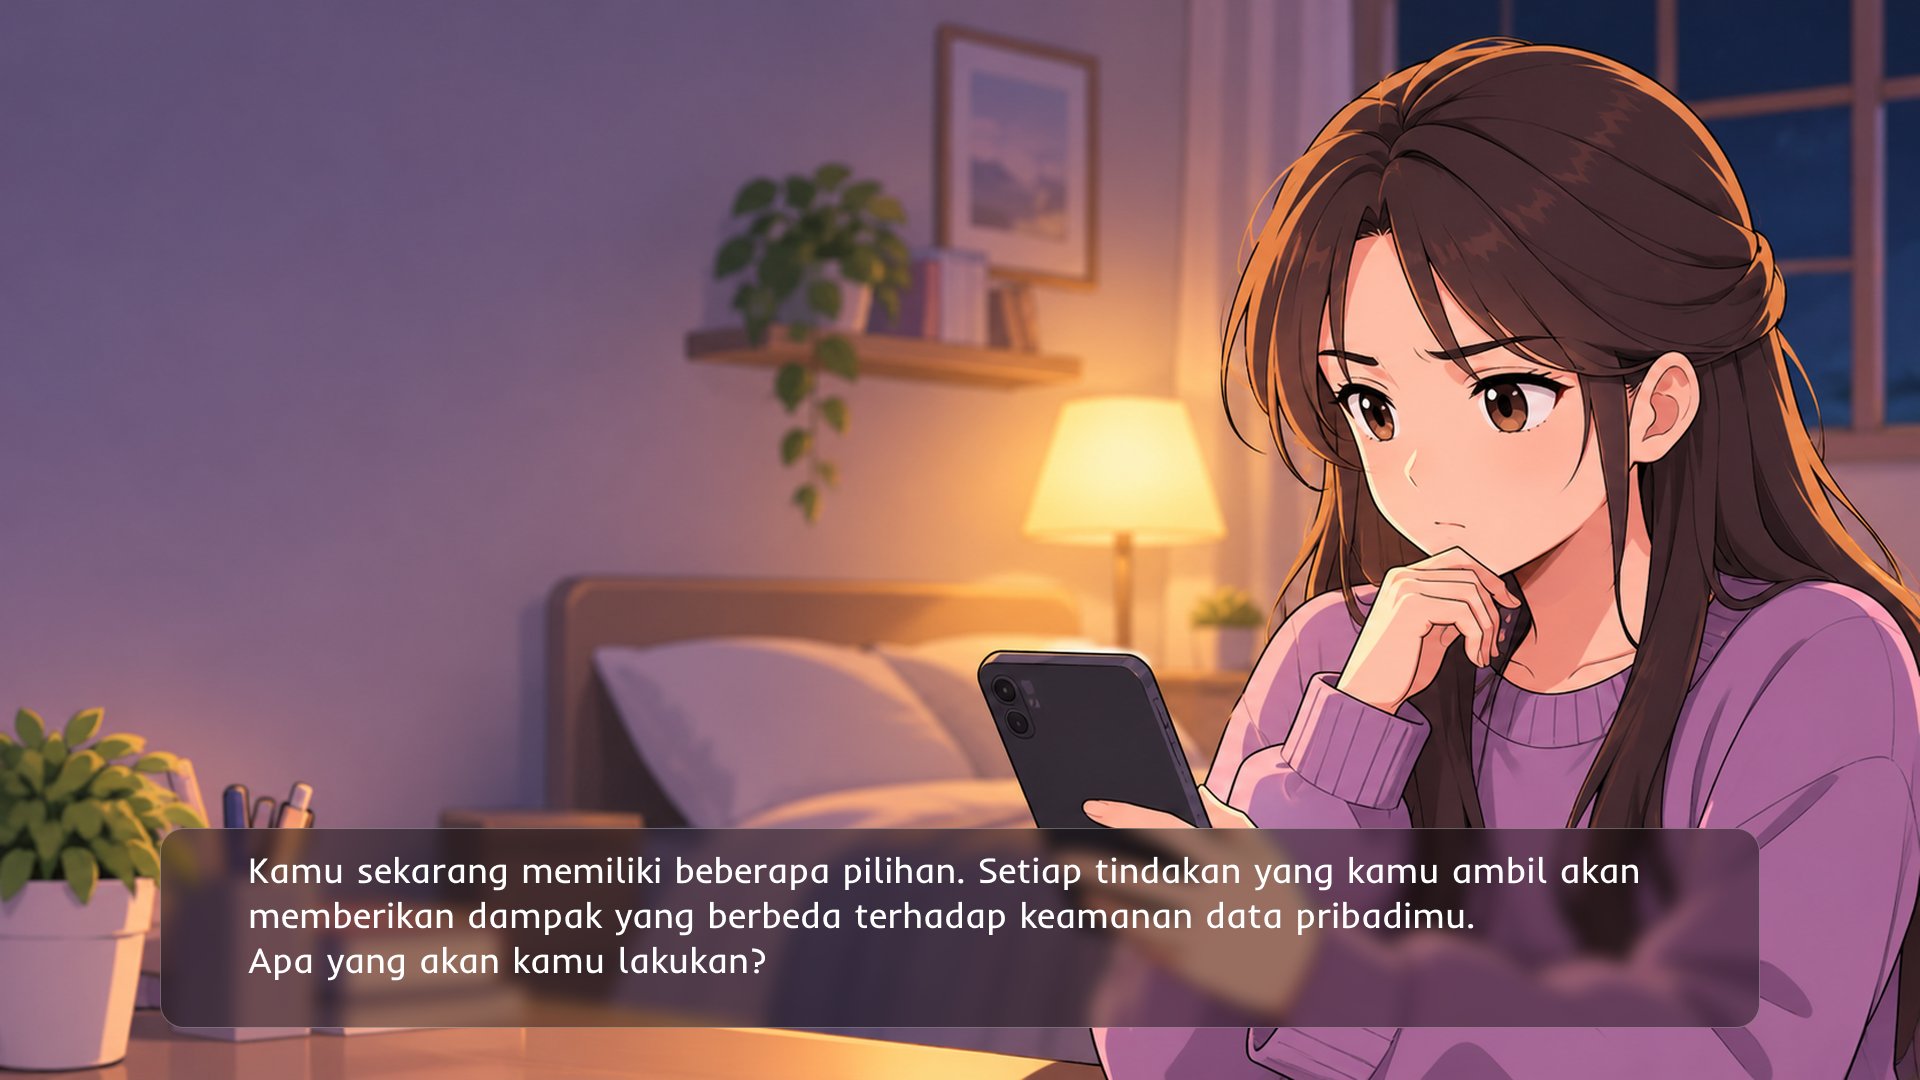 Kamu sekarang memiliki beberapa pilihan. Setiap tindakan yang kamu ambil akan
memberikan dampak yang berbeda terhadap keamanan data pribadimu.
Apa yang akan kamu lakukan?